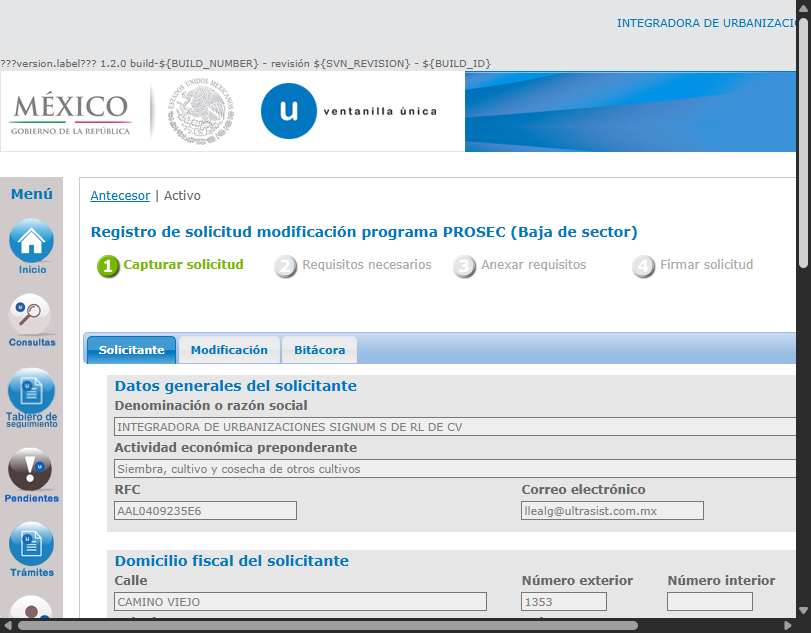 INTEGRADORA DE URBANIZACIO
???version.label??? 1.2.0 build-${BUILD_NUMBER} - revisión ${SVN_REVISION} - ${BUILD_ID}
MÉXICO
GOBIERNO DE LA REPÚBLICA
ESTADOS UNIDOS MEXICANOS
u ventanilla única
Menú
Inicio
Consultas
Tablero de
seguimiento
Pendientes
Trámites
Antecesor | Activo
Registro de solicitud modificación programa PROSEC (Baja de sector)
1 Capturar solicitud 2 Requisitos necesarios 3 Anexar requisitos 4 Firmar solicitud
Solicitante Modificación Bitácora
Datos generales del solicitante
Denominación o razón social
INTEGRADORA DE URBANIZACIONES SIGNUM S DE RL DE CV
Actividad económica preponderante
Siembra, cultivo y cosecha de otros cultivos
RFC Correo electrónico
AAL0409235E6 llealg@ultrasist.com.mx
Domicilio fiscal del solicitante
Calle Número exterior Número interior
CAMINO VIEJO 1353